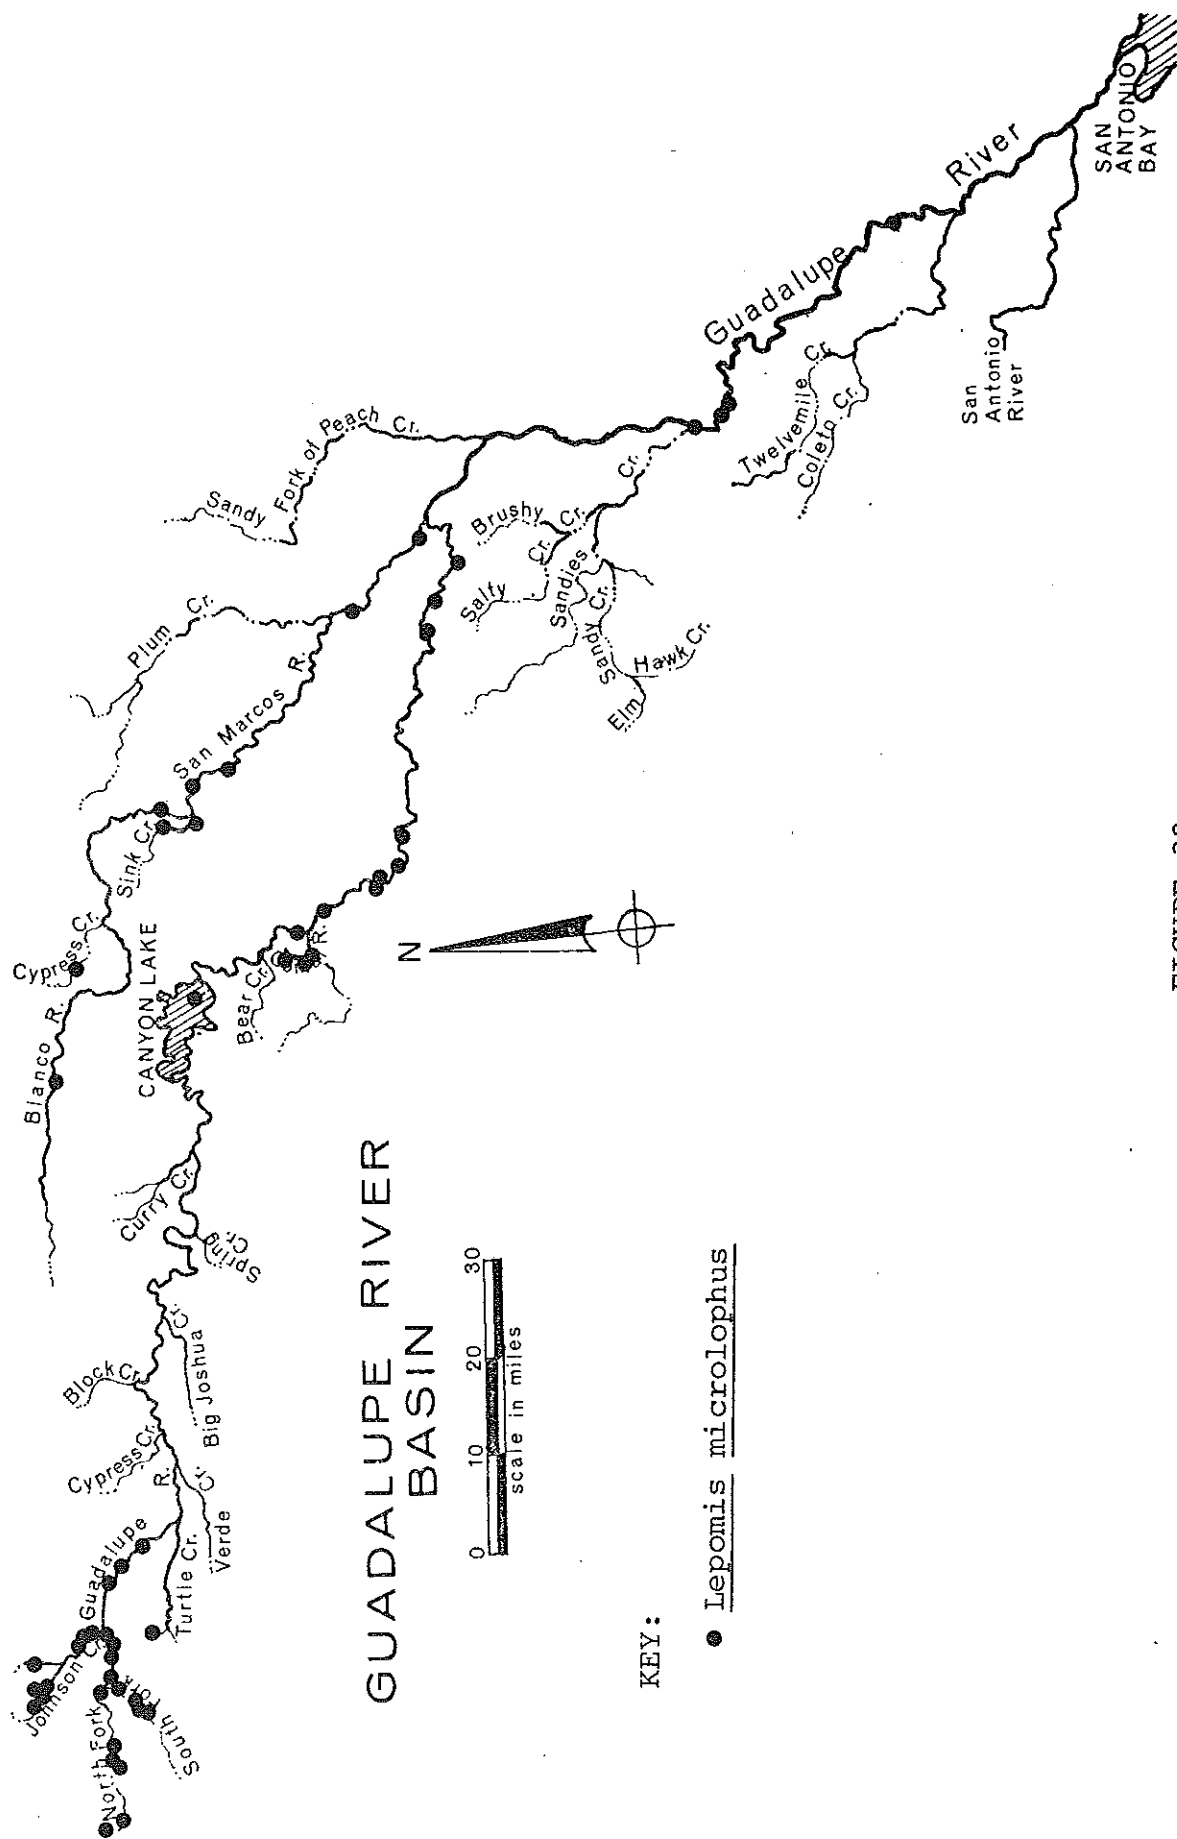 GUADALUPE RIVER
BASIN
0 10 20 30
scale in miles
KEY:
● Lepomis microlophus
N
North Fork
South Fork
Johnson Cr.
Guadalupe
R.
Turtle Cr.
Verde Cr.
Cypress Cr.
Block Cr.
Big Joshua Cr.
Spring
Cr.
Curry Cr.
CANYON LAKE
Blanco R.
Cypress Cr.
Sink Cr.
Bear Cr.
R.
San Marcos R.
Plum Cr.
Sandy
Fork of Peach Cr.
Elm
Hawk Cr.
Sandy Cr.
Sandies
Salty Cr.
Brushy Cr.
Cr.
Guadalupe River
Twelvemile Cr.
Coleto Cr.
San
Antonio
River
SAN
ANTONIO
BAY